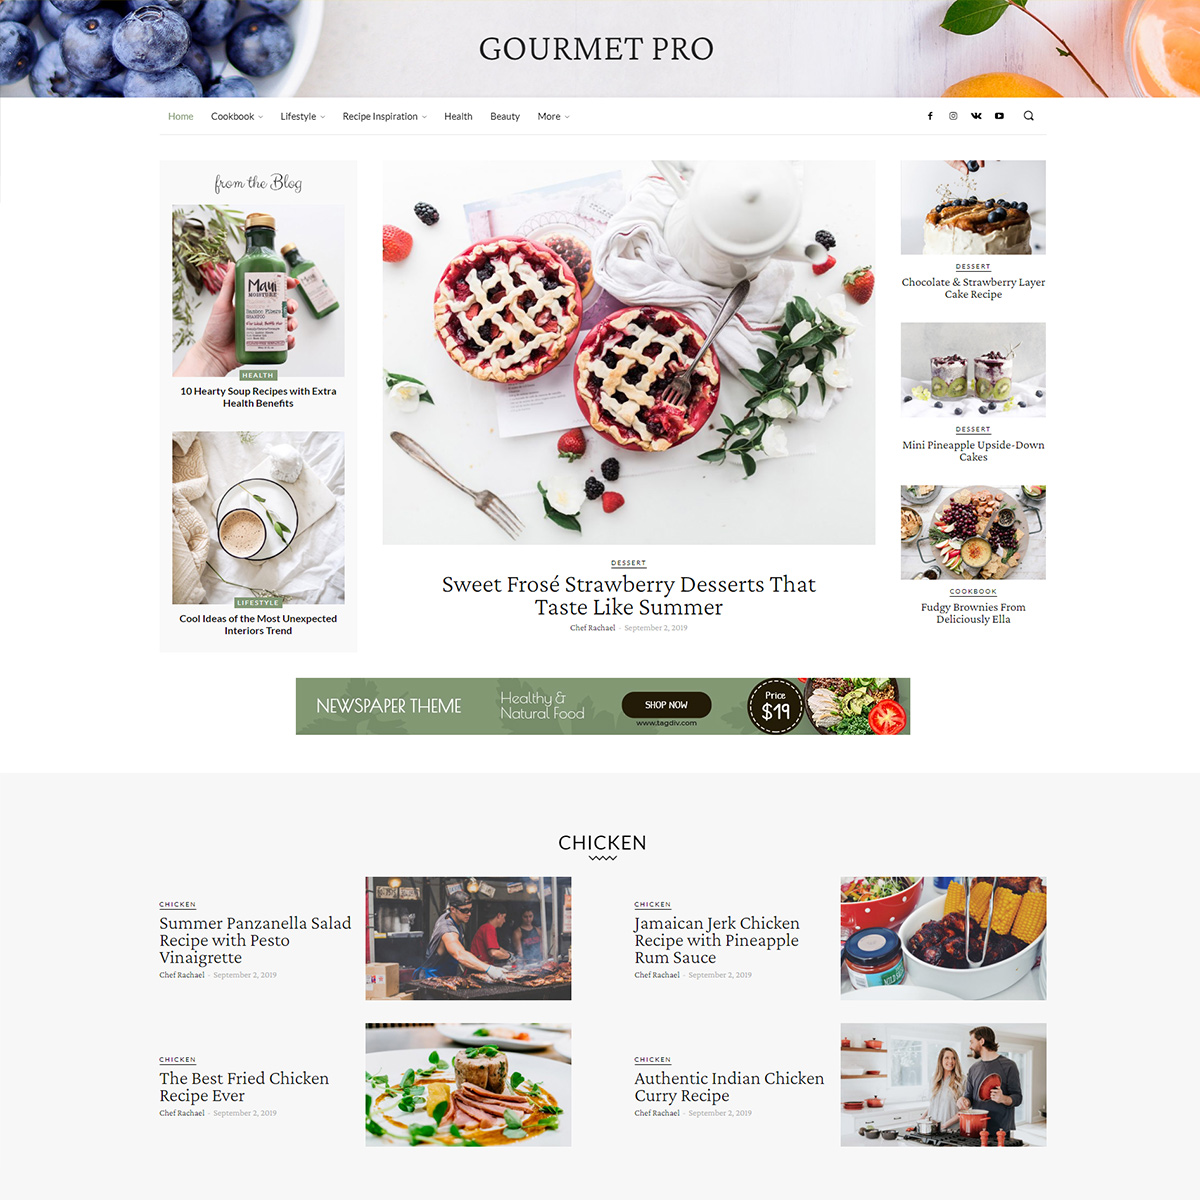 GOURMET PRO
Home Cookbook Lifestyle Recipe Inspiration Health Beauty More
from the Blog
Maui
MOISTURE
HEALTH
10 Hearty Soup Recipes with Extra
Health Benefits
LIFESTYLE
Cool Ideas of the Most Unexpected
Interiors Trend
DESSERT
Sweet Frosé Strawberry Desserts That
Taste Like Summer
Chef Rachael - September 2, 2019
DESSERT
Chocolate & Strawberry Layer
Cake Recipe
DESSERT
Mini Pineapple Upside-Down
Cakes
COOKBOOK
Fudgy Brownies From
Deliciously Ella
NEWSPAPER THEME
Healthy &
Natural Food
SHOP NOW
www.tagdiv.com
Price
$19
CHICKEN
CHICKEN
Summer Panzanella Salad
Recipe with Pesto
Vinaigrette
Chef Rachael - September 2, 2019
CHICKEN
Jamaican Jerk Chicken
Recipe with Pineapple
Rum Sauce
Chef Rachael - September 2, 2019
CHICKEN
The Best Fried Chicken
Recipe Ever
Chef Rachael - September 2, 2019
CHICKEN
Authentic Indian Chicken
Curry Recipe
Chef Rachael - September 2, 2019